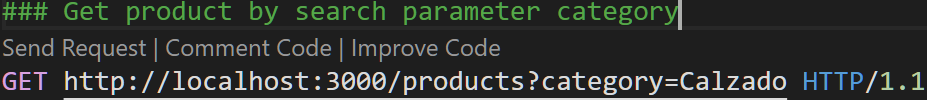 ### Get product by search parameter category
Send Request | Comment Code | Improve Code
GET http://localhost:3000/products?category=Calzado HTTP/1.1